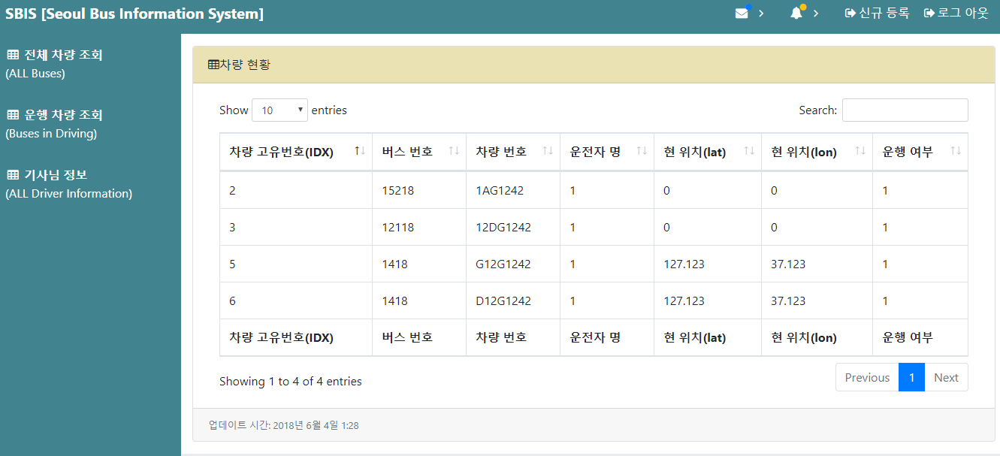 SBIS [Seoul Bus Information System]
신규 등록
로그 아웃
전체 차량 조회
(ALL Buses)
운행 차량 조회
(Buses in Driving)
기사님 정보
(ALL Driver Information)
차량 현황
Show 10 entries
Search:
차량 고유번호(IDX) 버스 번호 차량 번호 운전자 명 현 위치(lat) 현 위치(lon) 운행 여부
2 15218 1AG1242 1 0 0 1
3 12118 12DG1242 1 0 0 1
5 1418 G12G1242 1 127.123 37.123 1
6 1418 D12G1242 1 127.123 37.123 1
차량 고유번호(IDX) 버스 번호 차량 번호 운전자 명 현 위치(lat) 현 위치(lon) 운행 여부
Showing 1 to 4 of 4 entries
Previous 1 Next
업데이트 시간: 2018년 6월 4일 1:28